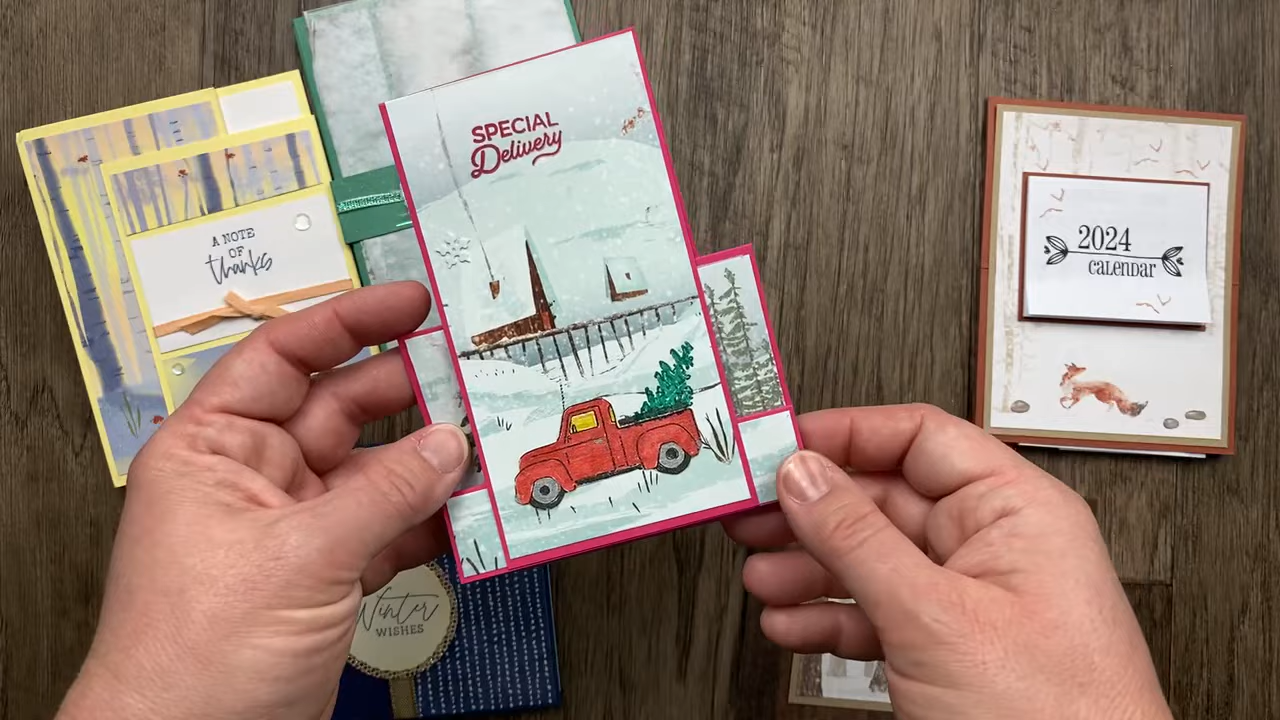 SPECIAL
Delivery
A NOTE
OF
thanks
2024
CALENDAR
Winter
WISHES